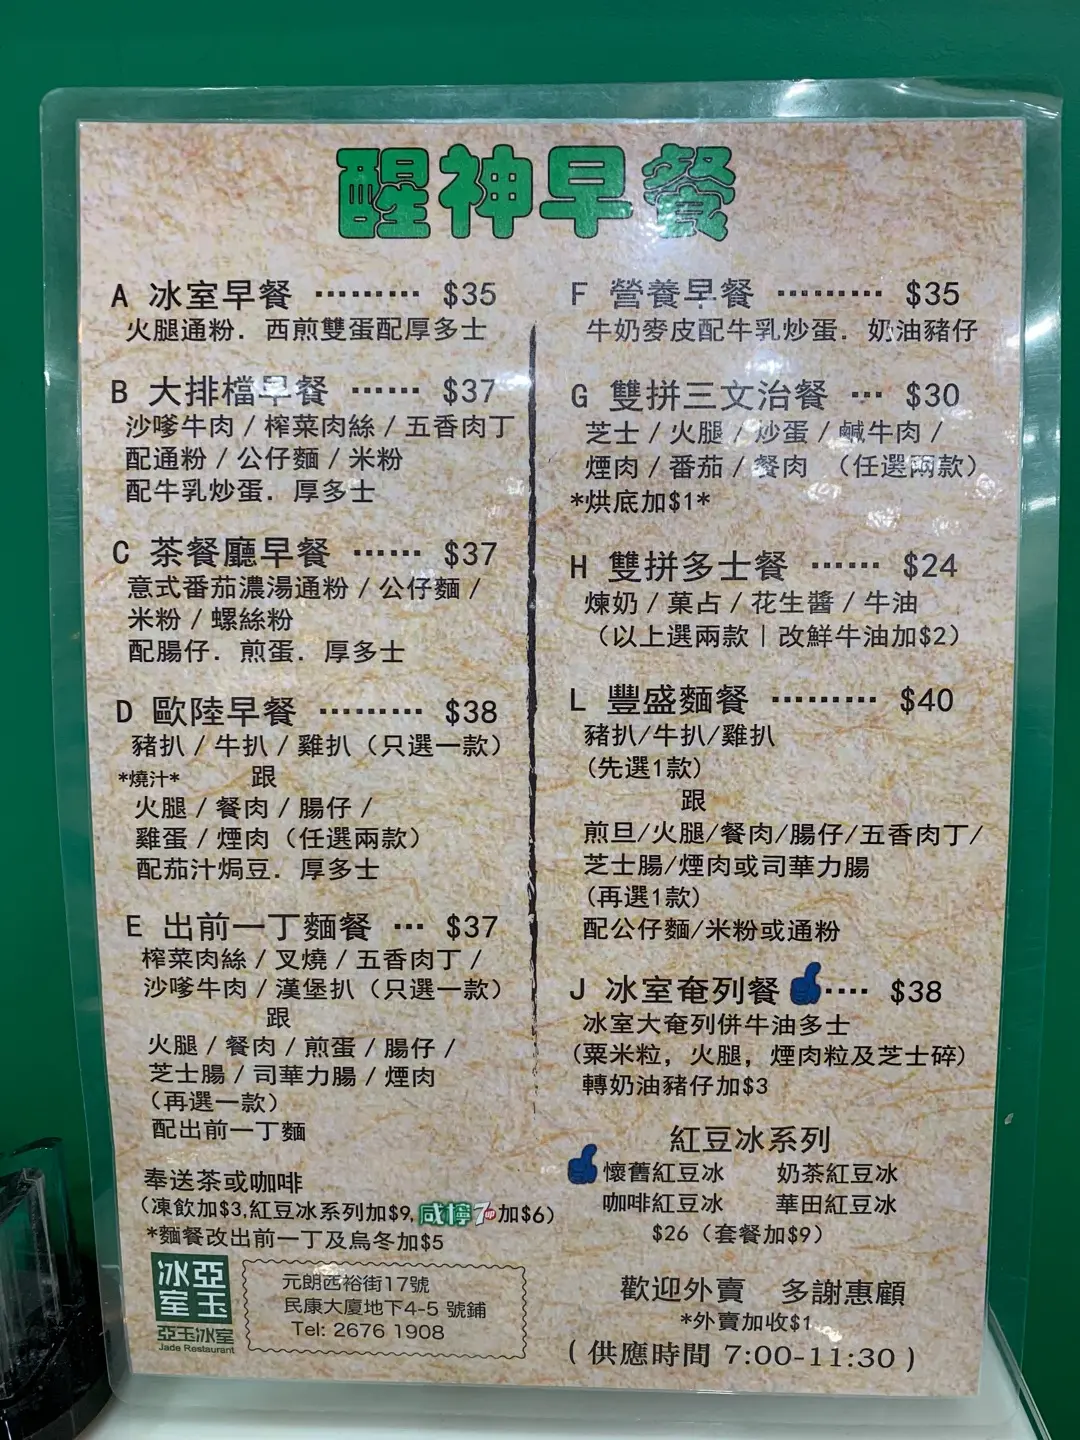 醒神早餐
A 冰室早餐 ········· $35
火腿通粉．西煎雙蛋配厚多士
B 大排檔早餐 ······ $37
沙嗲牛肉 / 榨菜肉絲 / 五香肉丁
配通粉 / 公仔麵 / 米粉
配牛乳炒蛋．厚多士
C 茶餐廳早餐 ······ $37
意式番茄濃湯通粉 / 公仔麵 /
米粉 / 螺絲粉
配腸仔．煎蛋．厚多士
D 歐陸早餐 ········· $38
豬扒 / 牛扒 / 雞扒（只選一款）
*燒汁* 跟
火腿 / 餐肉 / 腸仔 /
雞蛋 / 煙肉（任選兩款）
配茄汁焗豆．厚多士
E 出前一丁麵餐 ··· $37
榨菜肉絲 / 叉燒 / 五香肉丁 /
沙嗲牛肉 / 漢堡扒（只選一款）
跟
火腿 / 餐肉 / 煎蛋 / 腸仔 /
芝士腸 / 司華力腸 / 煙肉
（再選一款）
配出前一丁麵
奉送茶或咖啡
（凍飲加$3,紅豆冰系列加$9,咸檸7UP加$6）
*麵餐改出前一丁及烏冬加$5
冰室 亞玉
亞玉冰室
Jade Restaurant
元朗西裕街17號
民康大廈地下4-5 號鋪
Tel: 2676 1908
F 營養早餐 ········· $35
牛奶麥皮配牛乳炒蛋．奶油豬仔
G 雙拼三文治餐 ··· $30
芝士 / 火腿 / 炒蛋 / 鹹牛肉 /
煙肉 / 番茄 / 餐肉 （任選兩款）
*烘底加$1*
H 雙拼多士餐 ······ $24
煉奶 / 菓占 / 花生醬 / 牛油
（以上選兩款｜改鮮牛油加$2）
L 豐盛麵餐 ········· $40
豬扒/牛扒/雞扒
(先選1款)
跟
煎旦/火腿/餐肉/腸仔/五香肉丁/
芝士腸/煙肉或司華力腸
(再選1款)
配公仔麵/米粉或通粉
J 冰室奄列餐 ···· $38
冰室大奄列併牛油多士
(粟米粒，火腿，煙肉粒及芝士碎)
轉奶油豬仔加$3
紅豆冰系列
懷舊紅豆冰 奶茶紅豆冰
咖啡紅豆冰 華田紅豆冰
$26（套餐加$9）
歡迎外賣 多謝惠顧
*外賣加收$1
( 供應時間 7:00-11:30 )